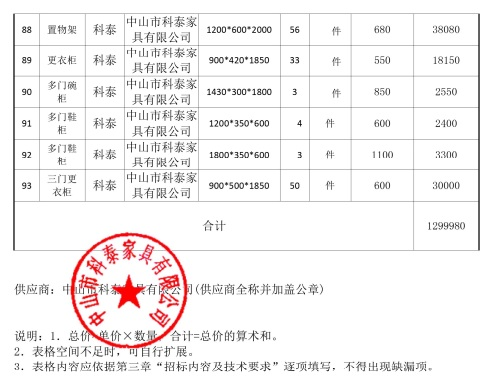 88 置物架 科泰 中山市科泰家具有限公司 1200*600*2000 56 件 680 38080
89 更衣柜 科泰 中山市科泰家具有限公司 900*420*1850 33 件 550 18150
90 多门碗柜 科泰 中山市科泰家具有限公司 1430*300*1800 3 件 850 2550
91 多门鞋柜 科泰 中山市科泰家具有限公司 1200*350*600 4 件 600 2400
92 多门鞋柜 科泰 中山市科泰家具有限公司 1800*350*600 3 件 1100 3300
93 三门更衣柜 科泰 中山市科泰家具有限公司 900*500*1850 50 件 600 30000
合计 1299980
供应商：中山市科泰家具有限公司(供应商全称并加盖公章)
中山市科泰家具有限公司
说明：1．总价=单价×数量，合计=总价的算术和。
2．表格空间不足时，可自行扩展。
3．表格内容应依据第三章“招标内容及技术要求”逐项填写，不得出现缺漏项。